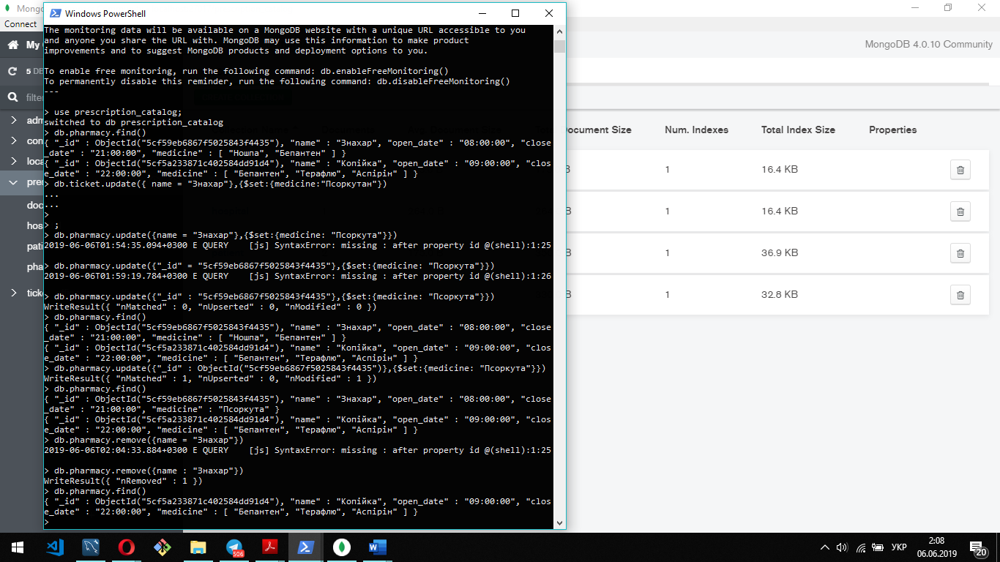 Mongo
Windows PowerShell
Connect
My
5 DB
filter
adm
con
loca
pres
doc
hos
pati
pha
ticke
The monitoring data will be available on a MongoDB website with a unique URL accessible to you
and anyone you share the URL with. MongoDB may use this information to make product
improvements and to suggest MongoDB products and deployment options to you.
To enable free monitoring, run the following command: db.enableFreeMonitoring()
To permanently disable this reminder, run the following command: db.disableFreeMonitoring()
---
> use prescription_catalog;
switched to db prescription_catalog
> db.pharmacy.find()
{ "_id" : ObjectId("5cf59eb6867f5025843f4435"), "name" : "Знахар", "open_date" : "08:00:00", "close
_date" : "21:00:00", "medicine" : [ "Ношпа", "Бепантен" ] }
{ "_id" : ObjectId("5cf5a233871c402584dd91d4"), "name" : "Копійка", "open_date" : "09:00:00", "clos
e_date" : "22:00:00", "medicine" : [ "Бепантен", "Терафлю", "Аспірін" ] }
> db.ticket.update({ name = "Знахар"},{$set:{medicine:"Псоркутан"})
...
...
>
> ;
> db.pharmacy.update({name = "Знахар"},{$set:{medicine: "Псоркута"}})
2019-06-06T01:54:35.094+0300 E QUERY    [js] SyntaxError: missing : after property id @(shell):1:25
> db.pharmacy.update({"_id" = "5cf59eb6867f5025843f4435"},{$set:{medicine: "Псоркута"}})
2019-06-06T01:59:19.784+0300 E QUERY    [js] SyntaxError: missing : after property id @(shell):1:26
> db.pharmacy.update({"_id" : "5cf59eb6867f5025843f4435"},{$set:{medicine: "Псоркута"}})
WriteResult({ "nMatched" : 0, "nUpserted" : 0, "nModified" : 0 })
> db.pharmacy.find()
{ "_id" : ObjectId("5cf59eb6867f5025843f4435"), "name" : "Знахар", "open_date" : "08:00:00", "close
_date" : "21:00:00", "medicine" : [ "Ношпа", "Бепантен" ] }
{ "_id" : ObjectId("5cf5a233871c402584dd91d4"), "name" : "Копійка", "open_date" : "09:00:00", "clos
e_date" : "22:00:00", "medicine" : [ "Бепантен", "Терафлю", "Аспірін" ] }
> db.pharmacy.update({"_id" : ObjectId("5cf59eb6867f5025843f4435")},{$set:{medicine: "Псоркута"}})
WriteResult({ "nMatched" : 1, "nUpserted" : 0, "nModified" : 1 })
> db.pharmacy.find()
{ "_id" : ObjectId("5cf59eb6867f5025843f4435"), "name" : "Знахар", "open_date" : "08:00:00", "close
_date" : "21:00:00", "medicine" : "Псоркута" }
{ "_id" : ObjectId("5cf5a233871c402584dd91d4"), "name" : "Копійка", "open_date" : "09:00:00", "clos
e_date" : "22:00:00", "medicine" : [ "Бепантен", "Терафлю", "Аспірін" ] }
> db.pharmacy.remove({name = "Знахар"})
2019-06-06T02:04:33.884+0300 E QUERY    [js] SyntaxError: missing : after property id @(shell):1:25
> db.pharmacy.remove({name : "Знахар"})
WriteResult({ "nRemoved" : 1 })
> db.pharmacy.find()
{ "_id" : ObjectId("5cf5a233871c402584dd91d4"), "name" : "Копійка", "open_date" : "09:00:00", "clos
e_date" : "22:00:00", "medicine" : [ "Бепантен", "Терафлю", "Аспірін" ] }
>
MongoDB 4.0.10 Community
Document Size Num. Indexes Total Index Size Properties
B 1 16.4 KB
B 1 16.4 KB
B 1 36.9 KB
B 1 32.8 KB
506
W
УКР
2:08
06.06.2019
20